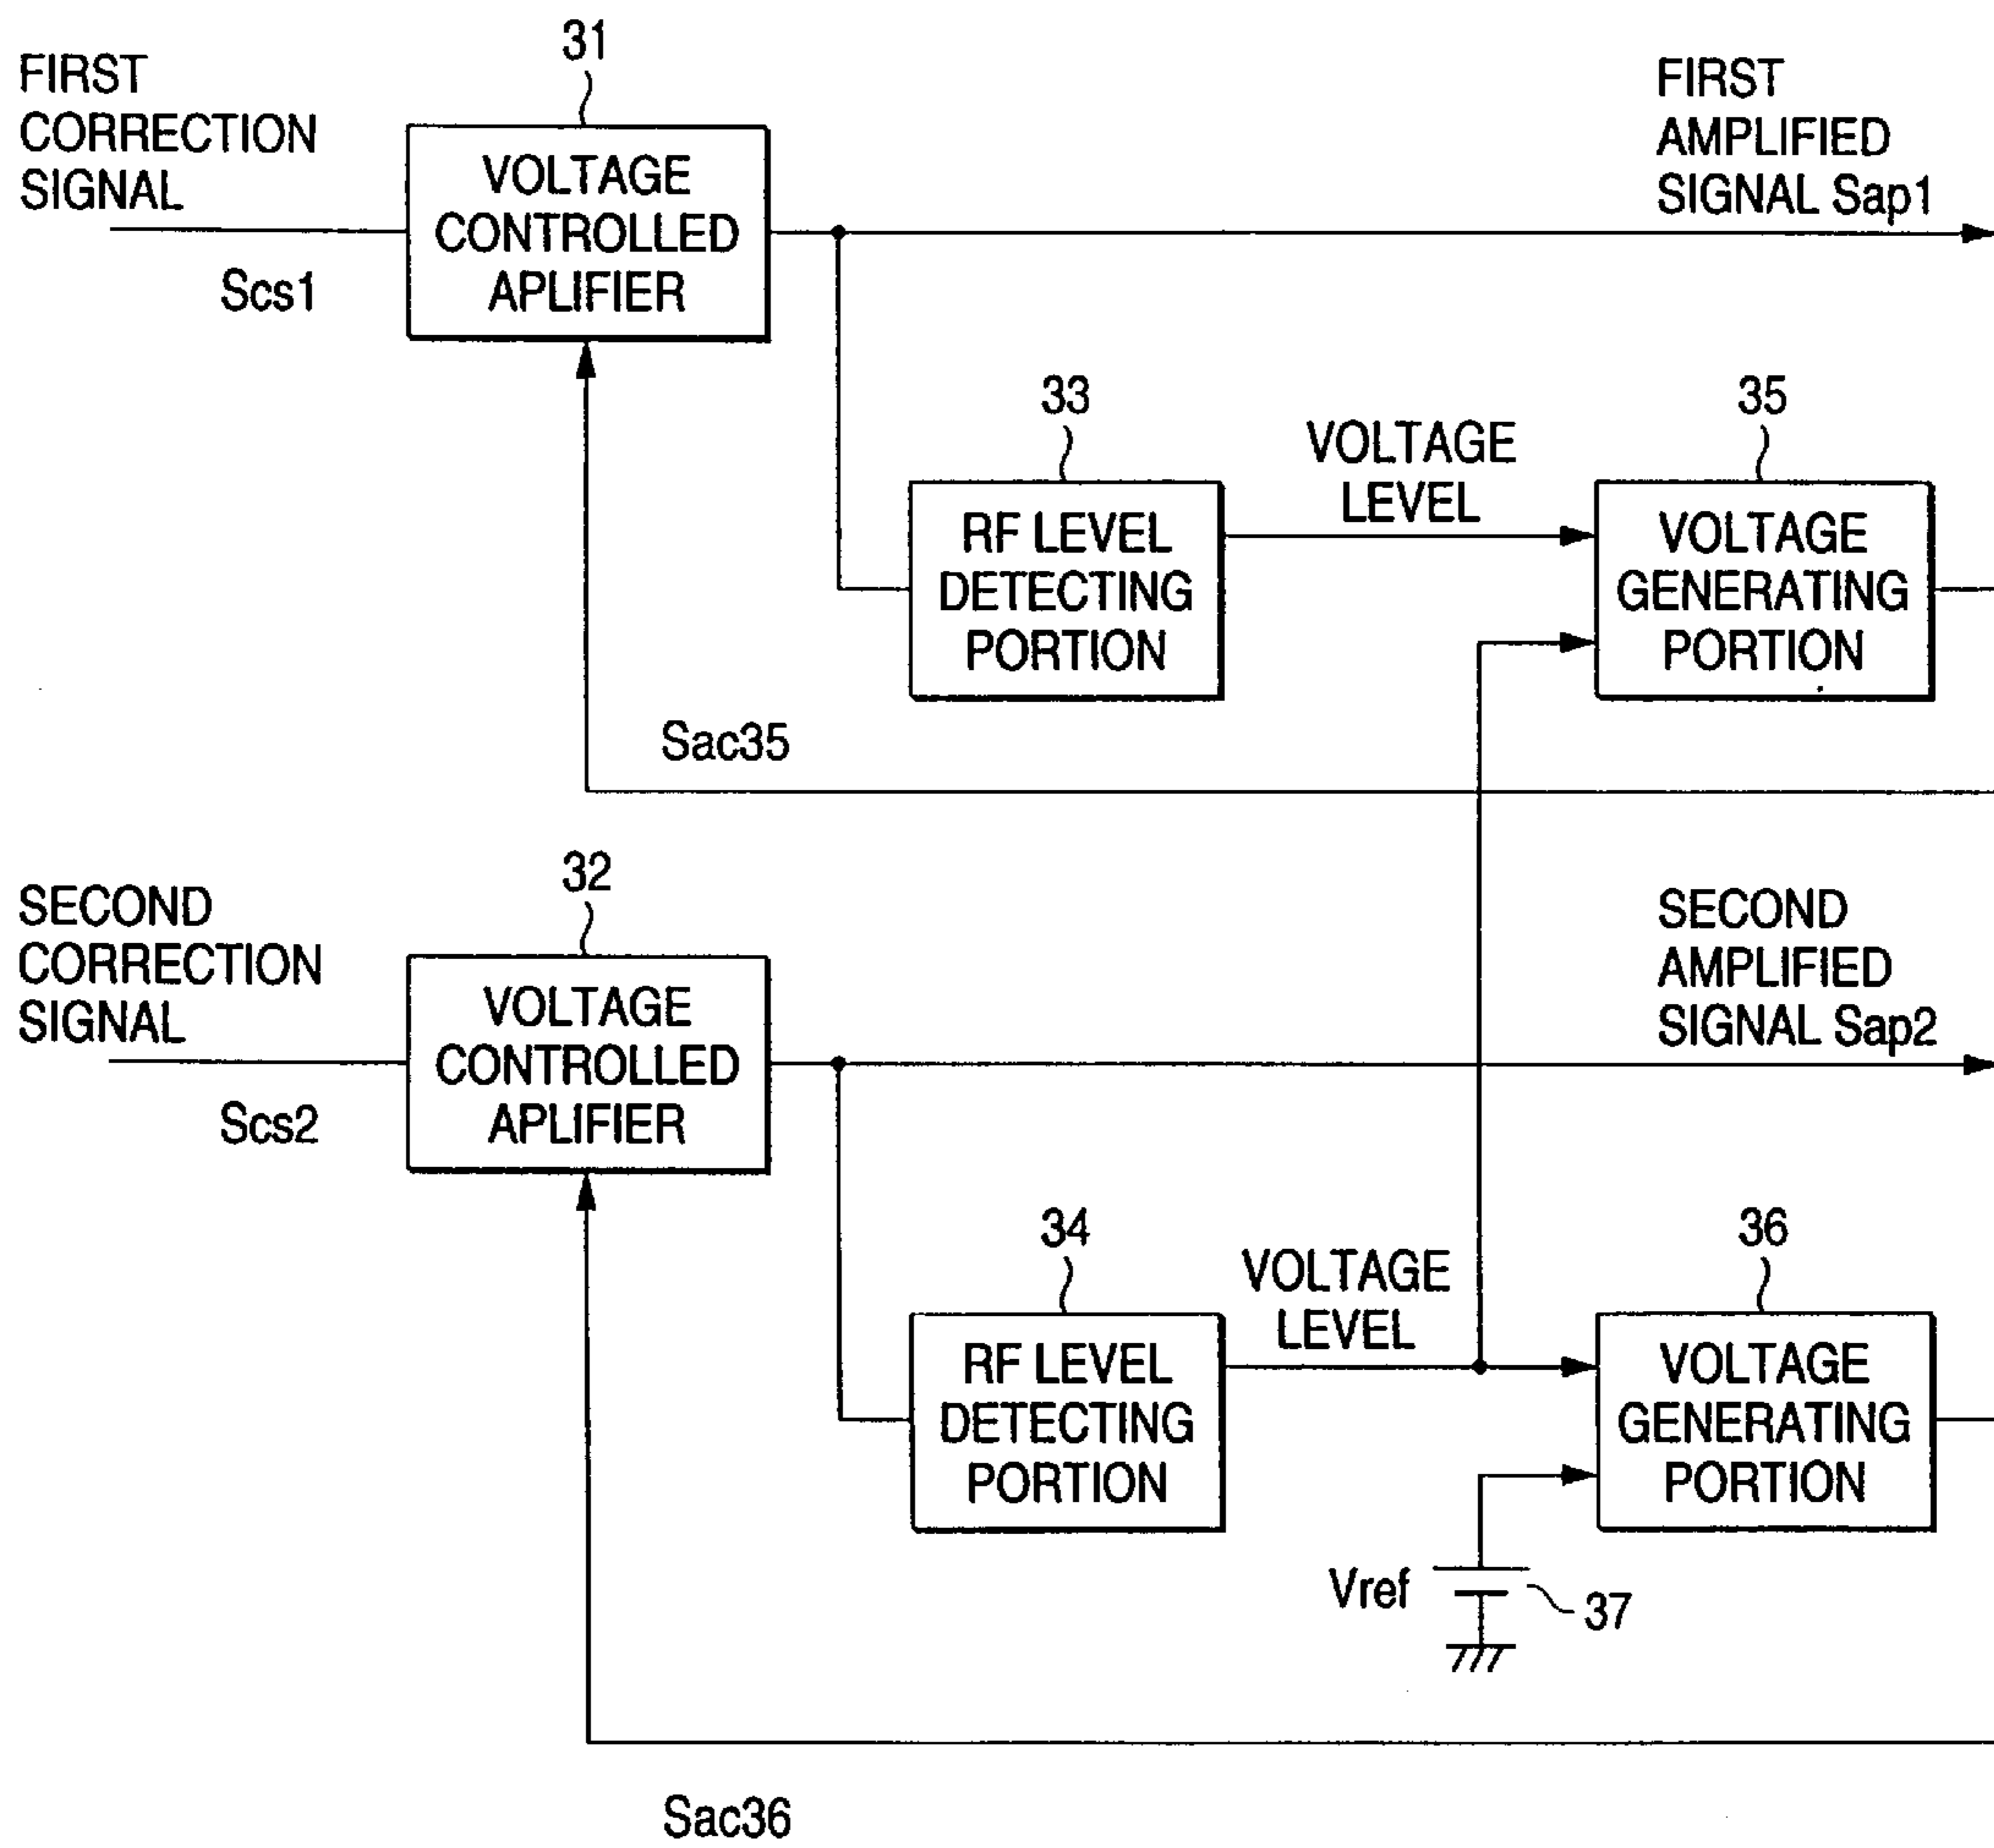 31
FIRST
CORRECTION
SIGNAL
FIRST
AMPLIFIED
SIGNAL Sap1
VOLTAGE
CONTROLLED
APLIFIER
Scs1
33
VOLTAGE
LEVEL
35
RF LEVEL
DETECTING
PORTION
VOLTAGE
GENERATING
PORTION
Sac35
32
SECOND
CORRECTION
SIGNAL
SECOND
AMPLIFIED
SIGNAL Sap2
VOLTAGE
CONTROLLED
APLIFIER
Scs2
34
VOLTAGE
LEVEL
36
RF LEVEL
DETECTING
PORTION
VOLTAGE
GENERATING
PORTION
Vref
37
Sac36